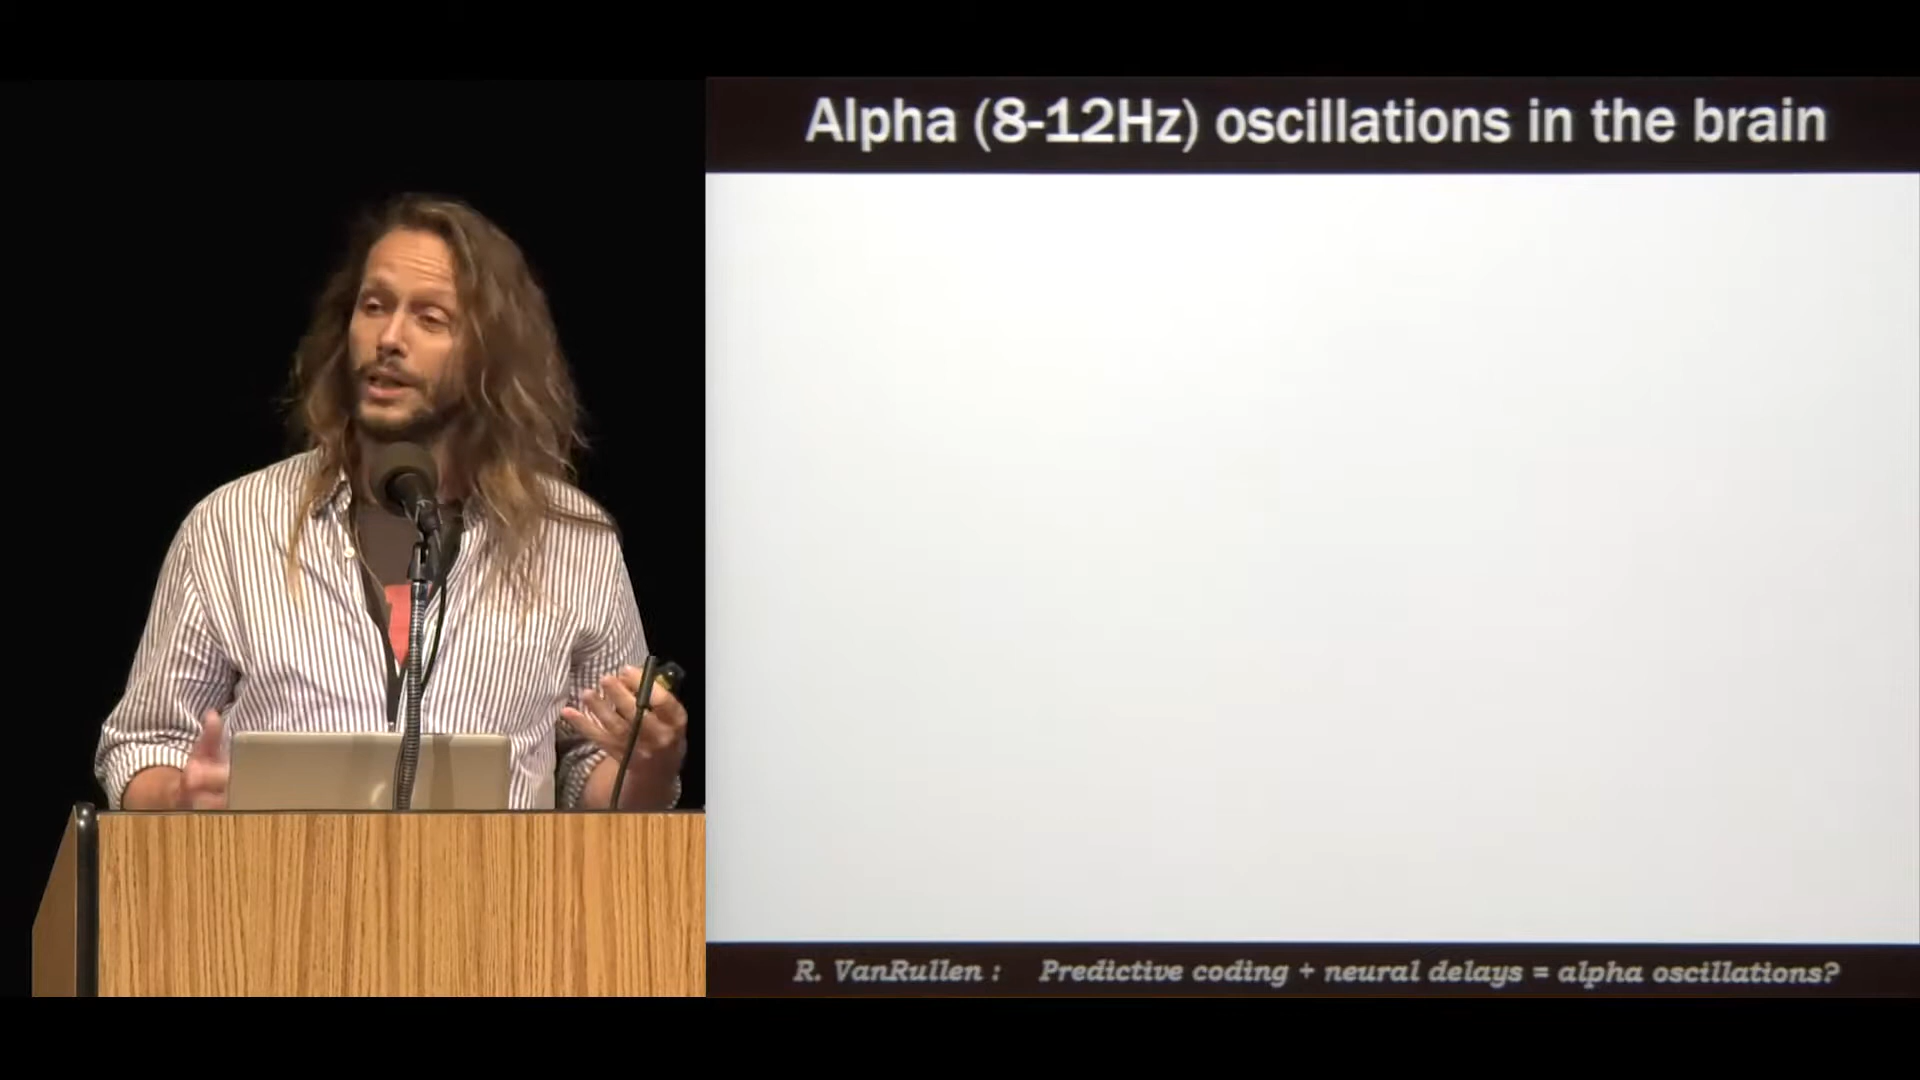 Alpha (8-12Hz) oscillations in the brain
R. VanRullen : Predictive coding + neural delays = alpha oscillations?